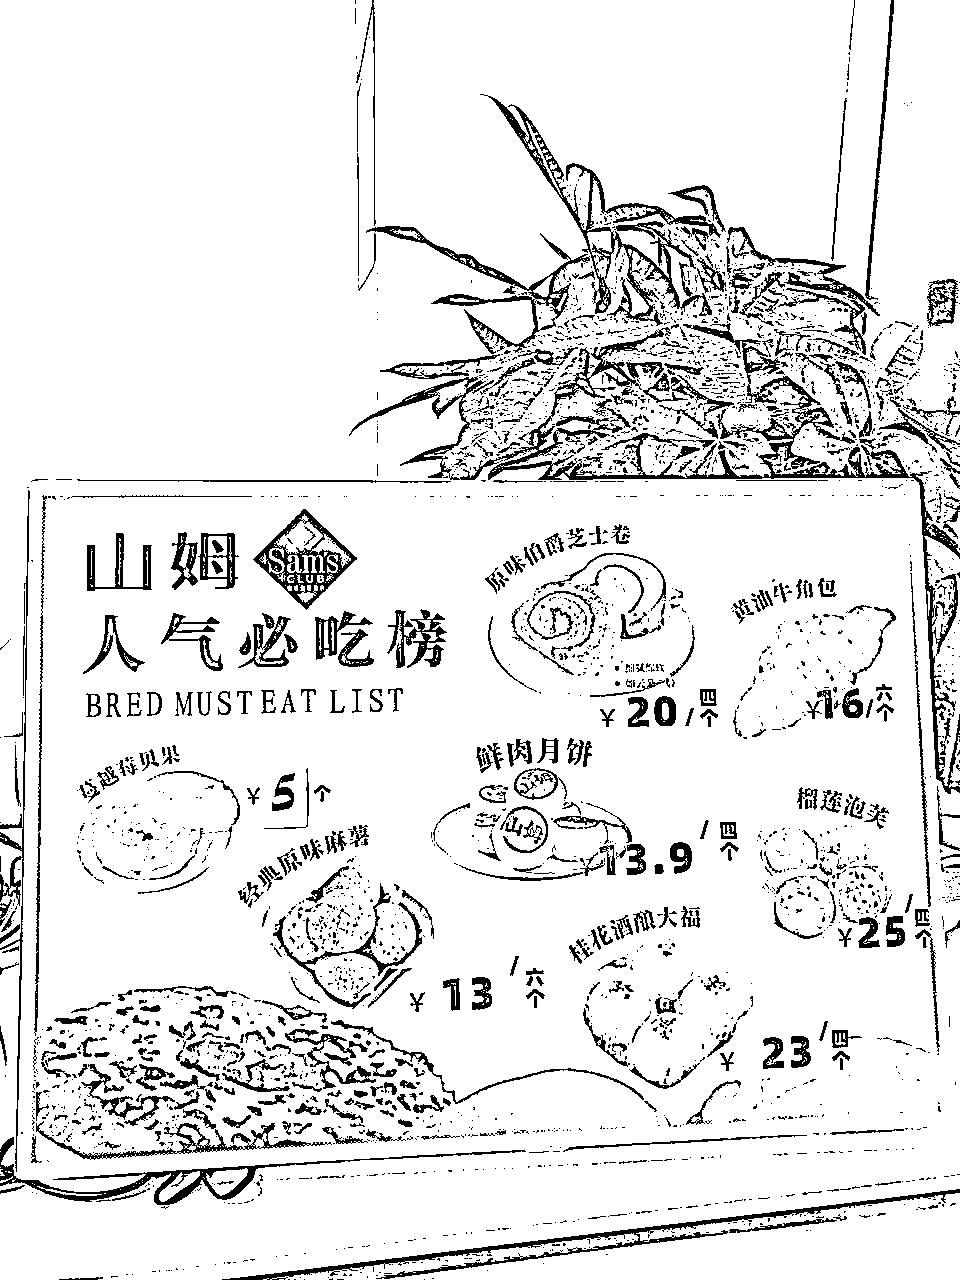 山姆
Sam's
CLUB
人气必吃榜
BRED MUST EAT LIST
原味伯爵芝士卷
¥20/四个
黄油牛角包
¥16/六个
蔓越莓贝果
¥5 个
鲜肉月饼
山姆
山姆
¥13.9/四个
榴莲泡芙
¥25/四个
经典原味麻薯
¥13/六个
桂花酒酿大福
¥23/四个